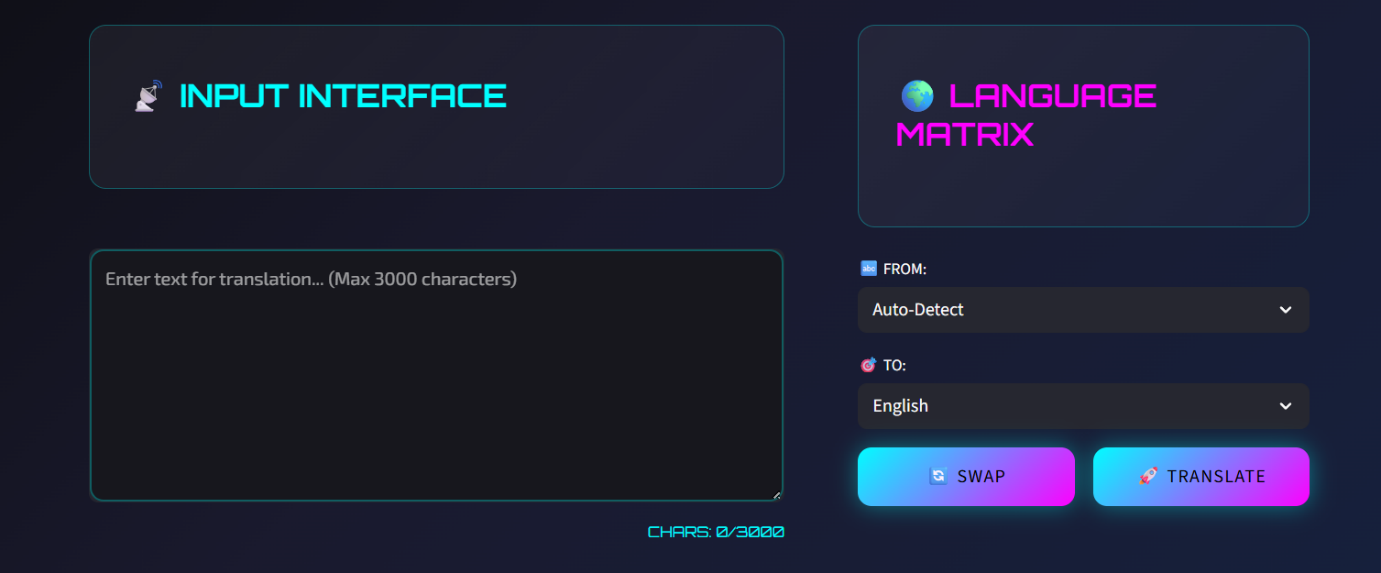 INPUT INTERFACE
Enter text for translation... (Max 3000 characters)
CHARS: 0/3000
LANGUAGE
MATRIX
abc FROM:
Auto-Detect
TO:
English
SWAP
TRANSLATE